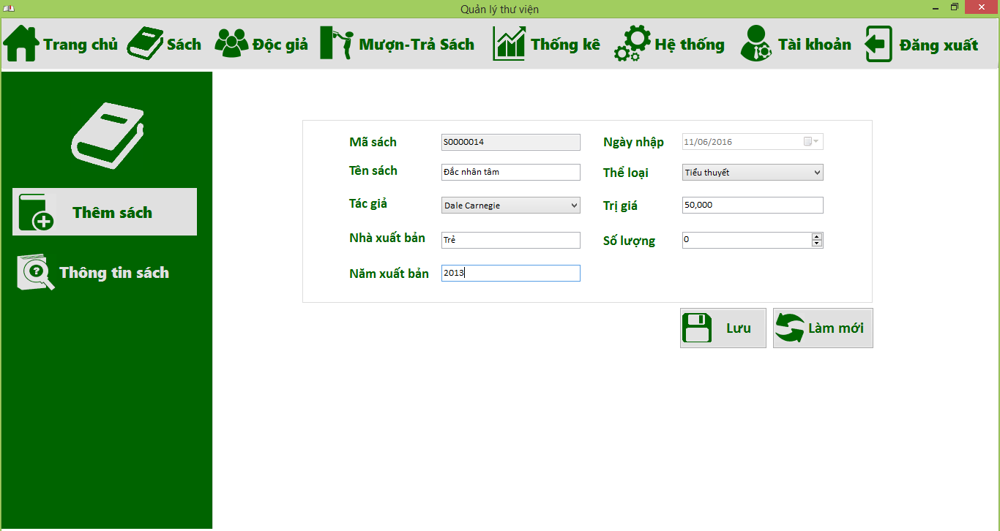 Quản lý thư viện
Trang chủ Sách Độc giả Mượn-Trả Sách Thống kê Hệ thống Tài khoản Đăng xuất
Thêm sách
Thông tin sách
Mã sách S0000014 Ngày nhập 11/06/2016
Tên sách Đắc nhân tâm Thể loại Tiểu thuyết
Tác giả Dale Carnegie Trị giá 50,000
Nhà xuất bản Trẻ Số lượng 0
Năm xuất bản 2013
Lưu Làm mới